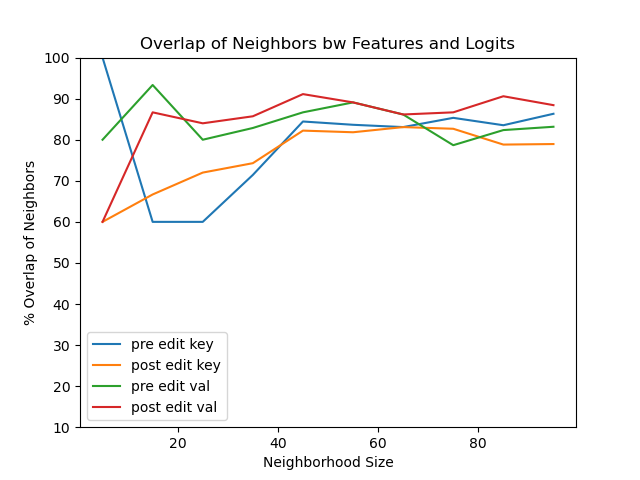 Overlap of Neighbors bw Features and Logits
100
90
80
70
60
50
40
30
20
10
% Overlap of Neighbors
pre edit key
post edit key
pre edit val
post edit val
20 40 60 80
Neighborhood Size